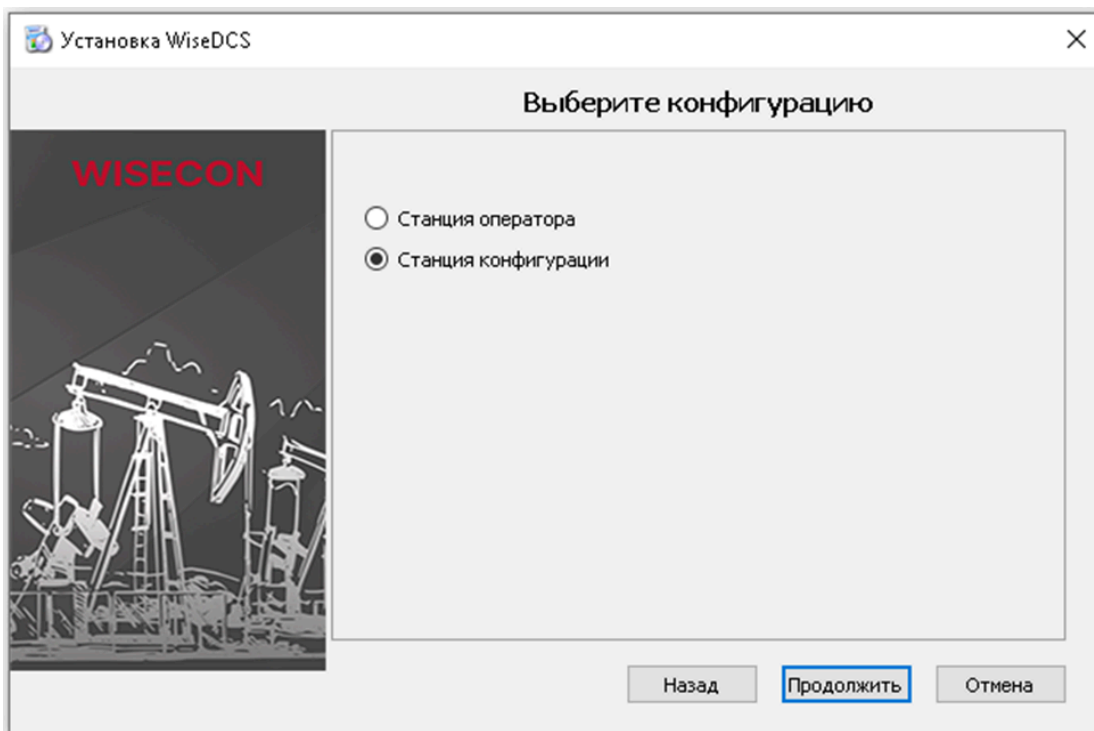 Установка WiseDCS
Выберите конфигурацию
WISECON
Станция оператора
Станция конфигурации
Назад
Продолжить
Отмена